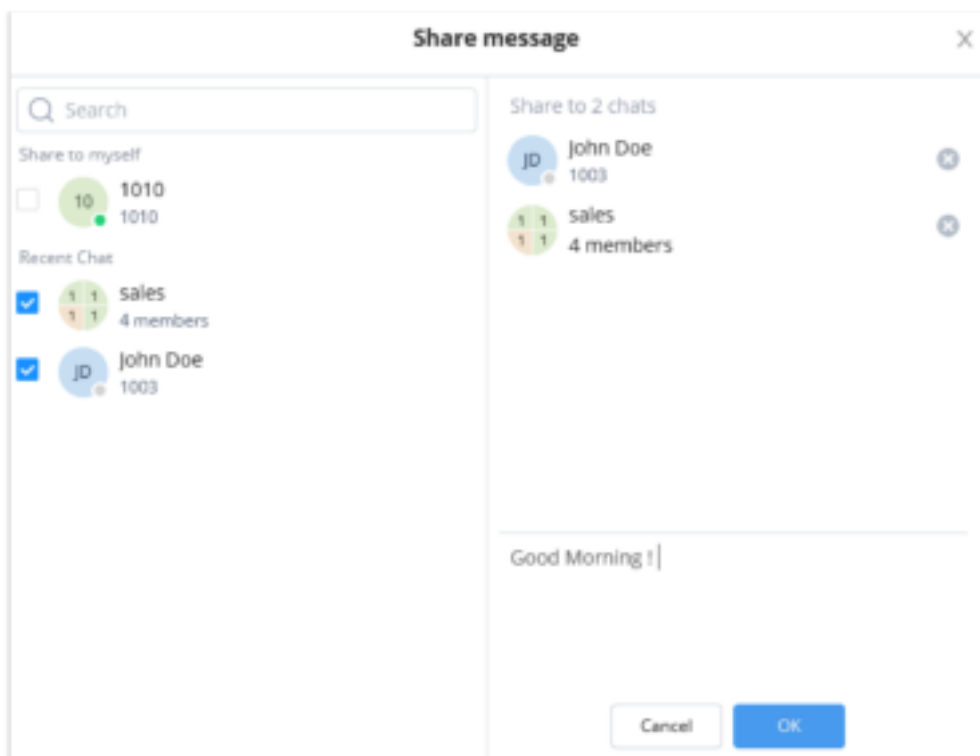 Share message
Search
Share to myself
10
1010
1010
Recent Chat
1 1
1 1
sales
4 members
JD
John Doe
1003
Share to 2 chats
JD
John Doe
1003
1 1
1 1
sales
4 members
Good Morning !
Cancel
OK